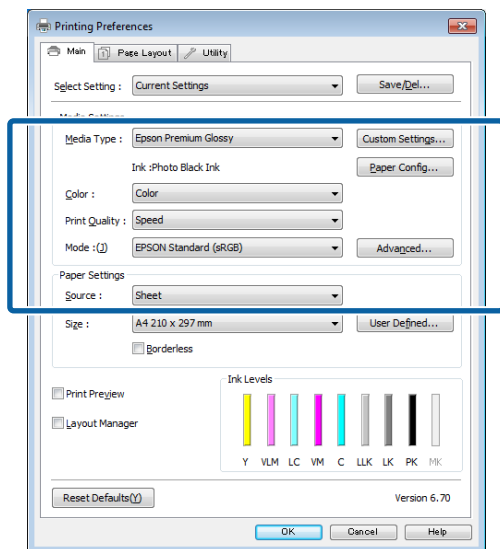 Printing Preferences
Main Page Layout Utility
Select Setting : Current Settings Save/Del...
Media Settings
Media Type : Epson Premium Glossy Custom Settings...
Ink :Photo Black Ink Paper Config...
Color : Color
Print Quality : Speed
Mode :(J) EPSON Standard (sRGB) Advanced...
Paper Settings
Source : Sheet
Size : A4 210 x 297 mm User Defined...
Borderless
Ink Levels
Print Preview
Layout Manager
Y VLM LC VM C LLK LK PK MK
Reset Defaults(Y) Version 6.70
OK Cancel Help